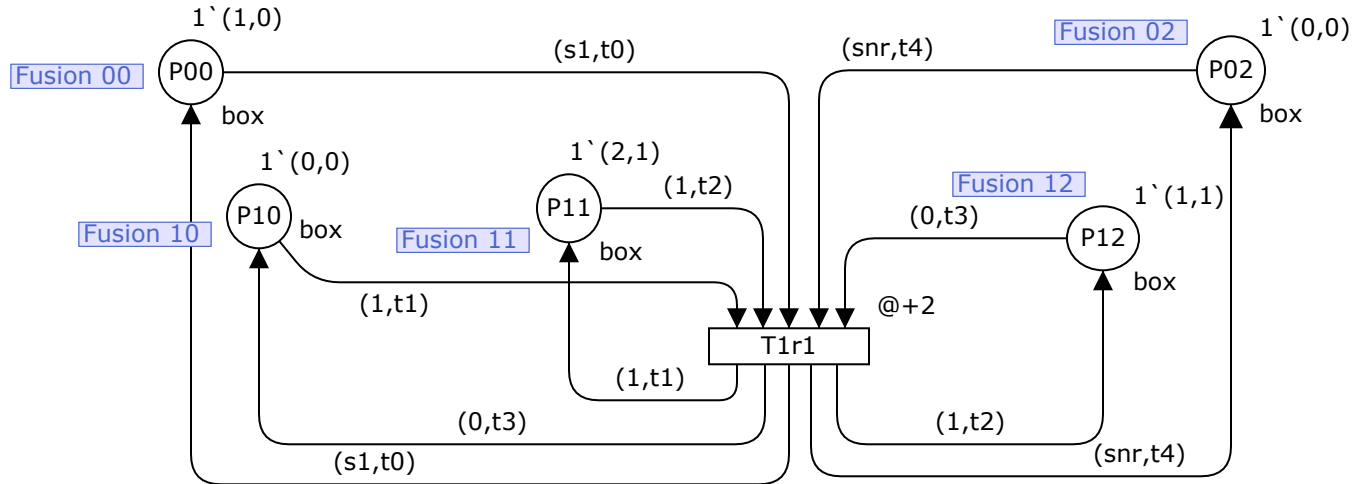 1`(1,0)
Fusion 00
P00
box
(s1,t0)
(snr,t4)
Fusion 02
1`(0,0)
P02
box
1`(0,0)
P10
Fusion 10
box
(1,t1)
1`(2,1)
P11
(1,t2)
Fusion 11
box
Fusion 12
1`(1,1)
(0,t3)
P12
box
@+2
T1r1
(1,t1)
(0,t3)
(s1,t0)
(1,t2)
(snr,t4)